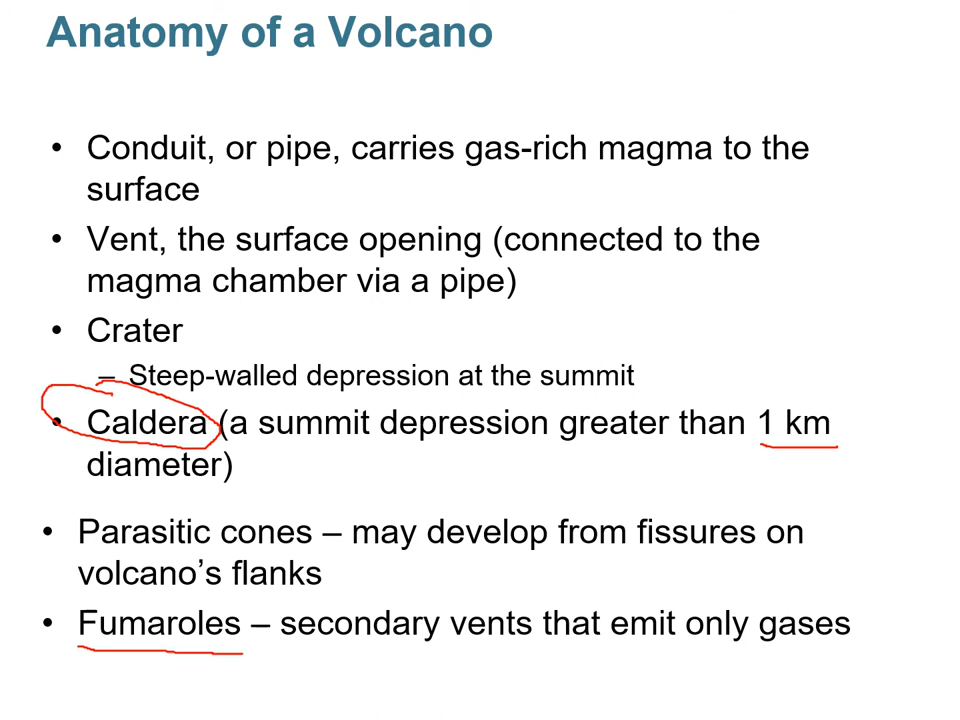 Anatomy of a Volcano
• Conduit, or pipe, carries gas-rich magma to the
surface
• Vent, the surface opening (connected to the
magma chamber via a pipe)
• Crater
– Steep-walled depression at the summit
• Caldera (a summit depression greater than 1 km
diameter)
• Parasitic cones – may develop from fissures on
volcano’s flanks
• Fumaroles – secondary vents that emit only gases